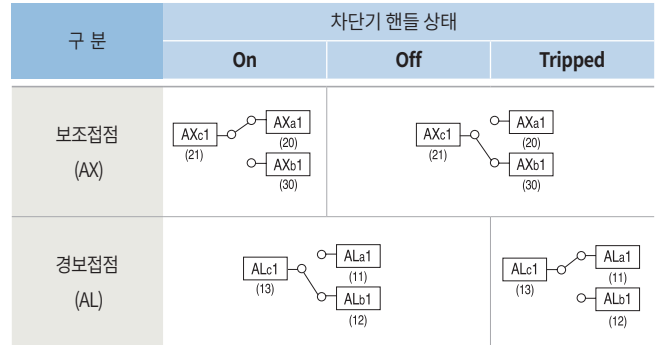 구 분
차단기 핸들 상태
On
Off
Tripped
보조접점
(AX)
AXc1
(21)
AXa1
(20)
AXb1
(30)
AXc1
(21)
AXa1
(20)
AXb1
(30)
경보접점
(AL)
ALc1
(13)
ALa1
(11)
ALb1
(12)
ALc1
(13)
ALa1
(11)
ALb1
(12)